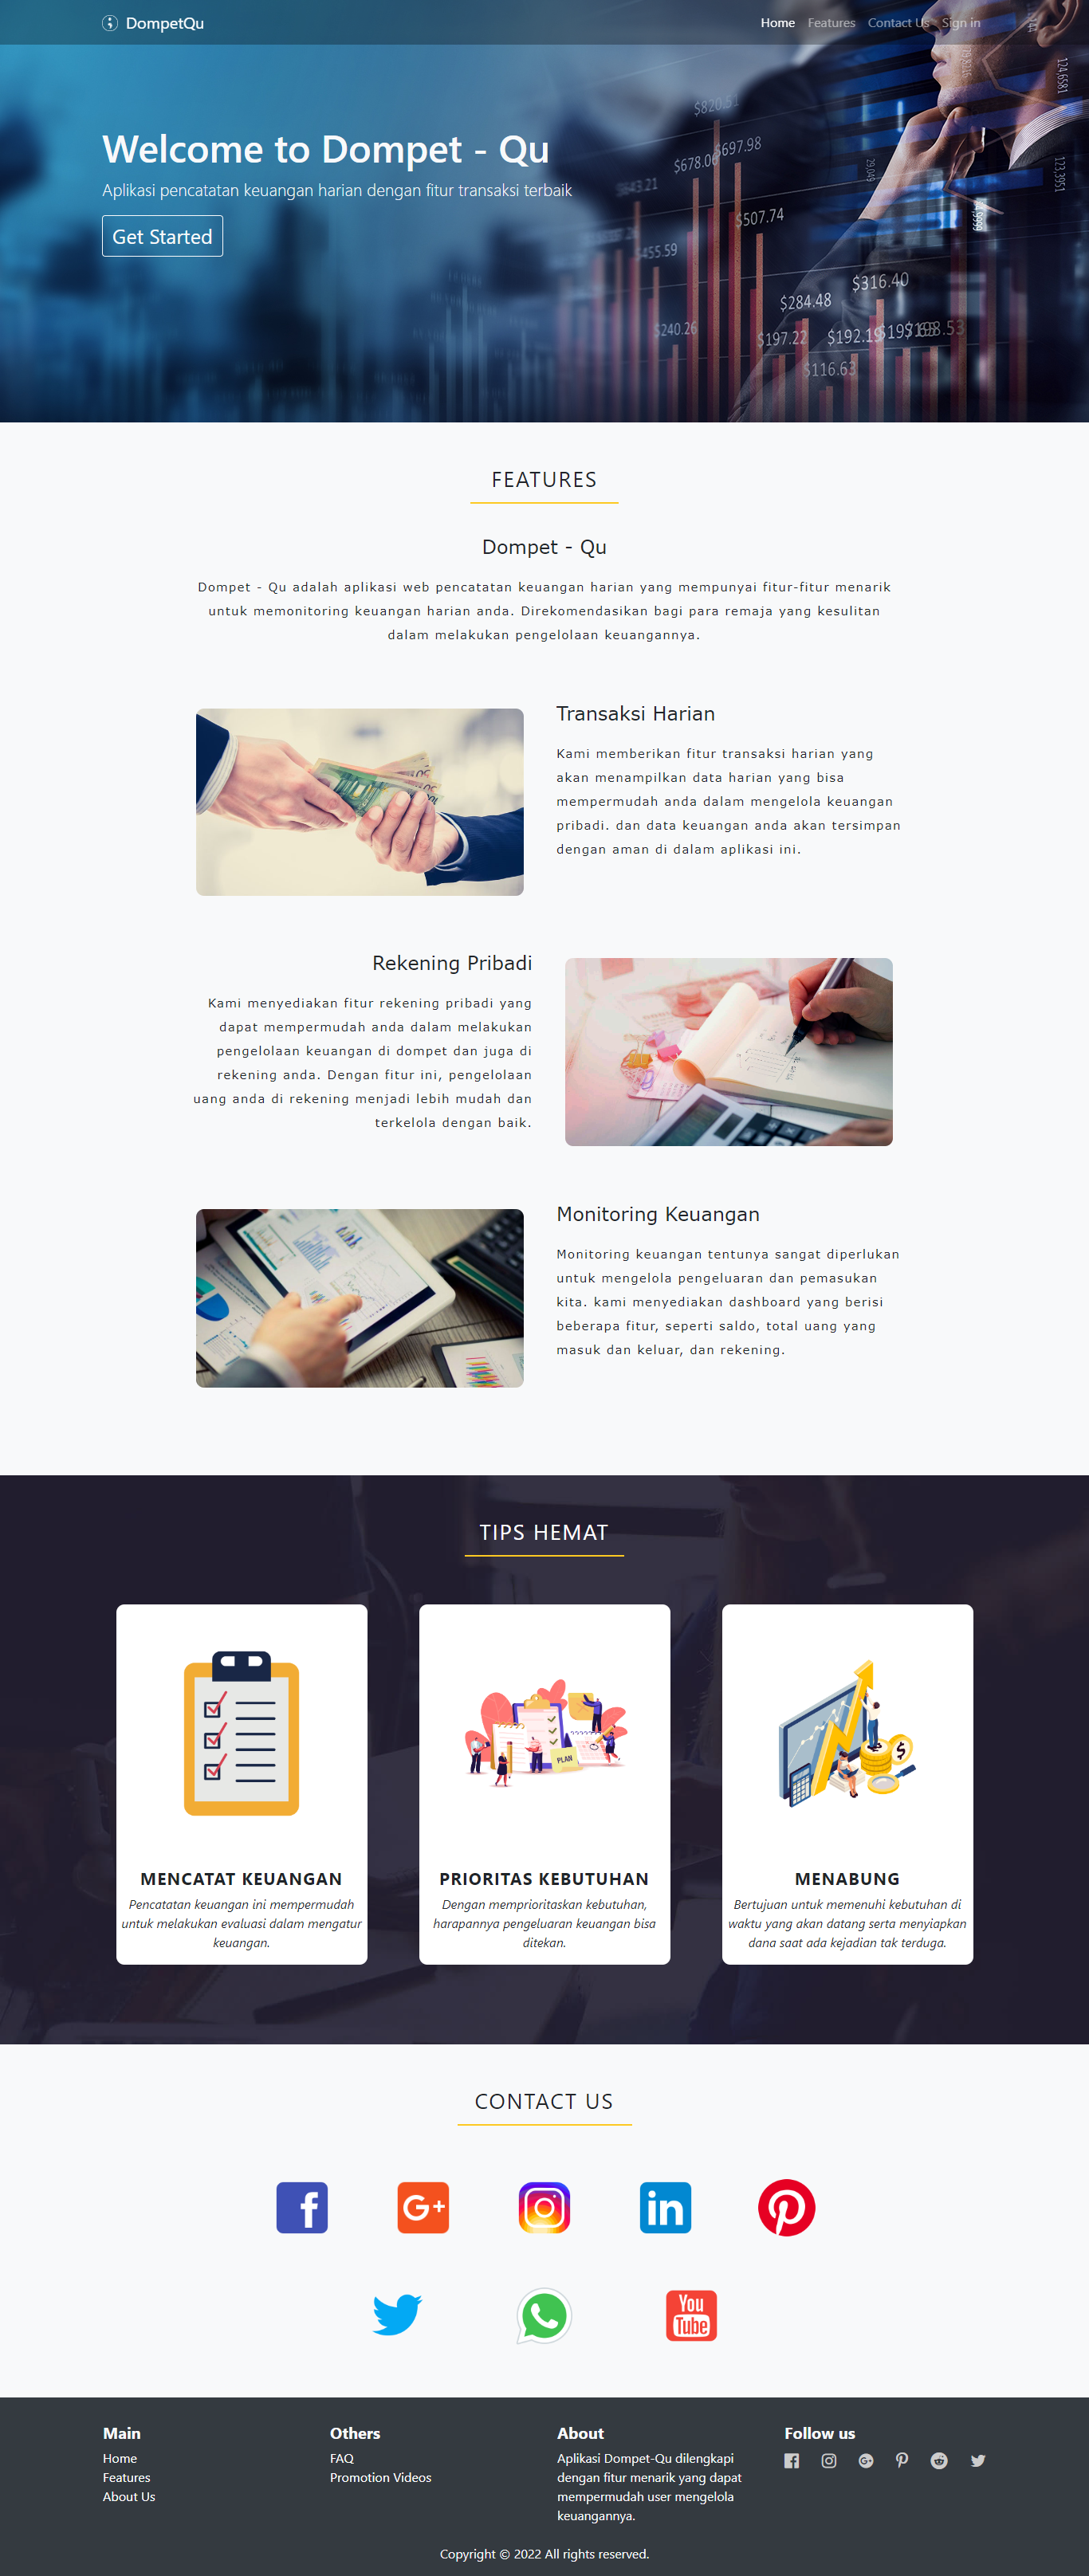 DompetQu
Home Features Contact Us Sign in
Welcome to Dompet - Qu
Aplikasi pencatatan keuangan harian dengan fitur transaksi terbaik
Get Started
$820.51
$697.98
$678.06
$643.21
$507.74
$455.59
$316.40
$284.48
$240.26
$197.22
$192.19
$198.53
$116.63
124,6581
123,3951
29,049
FEATURES
Dompet - Qu
Dompet - Qu adalah aplikasi web pencatatan keuangan harian yang mempunyai fitur-fitur menarik
untuk memonitoring keuangan harian anda. Direkomendasikan bagi para remaja yang kesulitan
dalam melakukan pengelolaan keuangannya.
Transaksi Harian
Kami memberikan fitur transaksi harian yang
akan menampilkan data harian yang bisa
mempermudah anda dalam mengelola keuangan
pribadi. dan data keuangan anda akan tersimpan
dengan aman di dalam aplikasi ini.
Rekening Pribadi
Kami menyediakan fitur rekening pribadi yang
dapat mempermudah anda dalam melakukan
pengelolaan keuangan di dompet dan juga di
rekening anda. Dengan fitur ini, pengelolaan
uang anda di rekening menjadi lebih mudah dan
terkelola dengan baik.
Monitoring Keuangan
Monitoring keuangan tentunya sangat diperlukan
untuk mengelola pengeluaran dan pemasukan
kita. kami menyediakan dashboard yang berisi
beberapa fitur, seperti saldo, total uang yang
masuk dan keluar, dan rekening.
TIPS HEMAT
PLAN
MENCATAT KEUANGAN
Pencatatan keuangan ini mempermudah
untuk melakukan evaluasi dalam mengatur
keuangan.
PRIORITAS KEBUTUHAN
Dengan memprioritaskan kebutuhan,
harapannya pengeluaran keuangan bisa
ditekan.
MENABUNG
Bertujuan untuk memenuhi kebutuhan di
waktu yang akan datang serta menyiapkan
dana saat ada kejadian tak terduga.
CONTACT US
You
Tube
Main
Home
Features
About Us
Others
FAQ
Promotion Videos
About
Aplikasi Dompet-Qu dilengkapi
dengan fitur menarik yang dapat
mempermudah user mengelola
keuangannya.
Follow us
Copyright © 2022 All rights reserved.